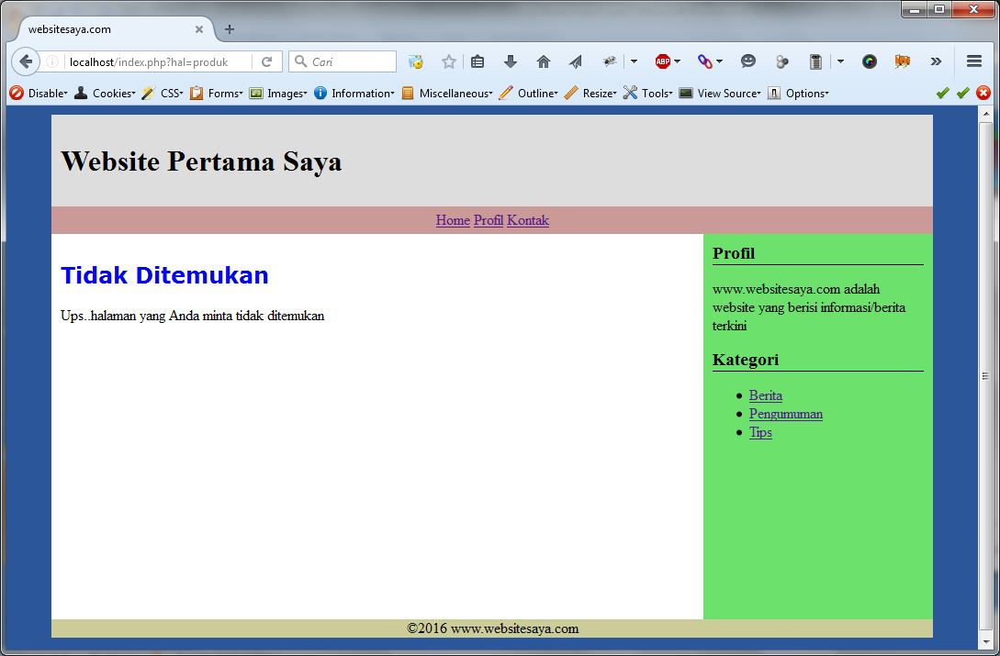 websitesaya.com
localhost/index.php?hal=produk
Cari
ABP
Disable Cookies CSS Forms Images Information Miscellaneous Outline Resize Tools View Source Options
Website Pertama Saya
Home Profil Kontak
Tidak Ditemukan
Ups..halaman yang Anda minta tidak ditemukan
Profil
www.websitesaya.com adalah
website yang berisi informasi/berita
terkini
Kategori
Berita
Pengumuman
Tips
©2016 www.websitesaya.com